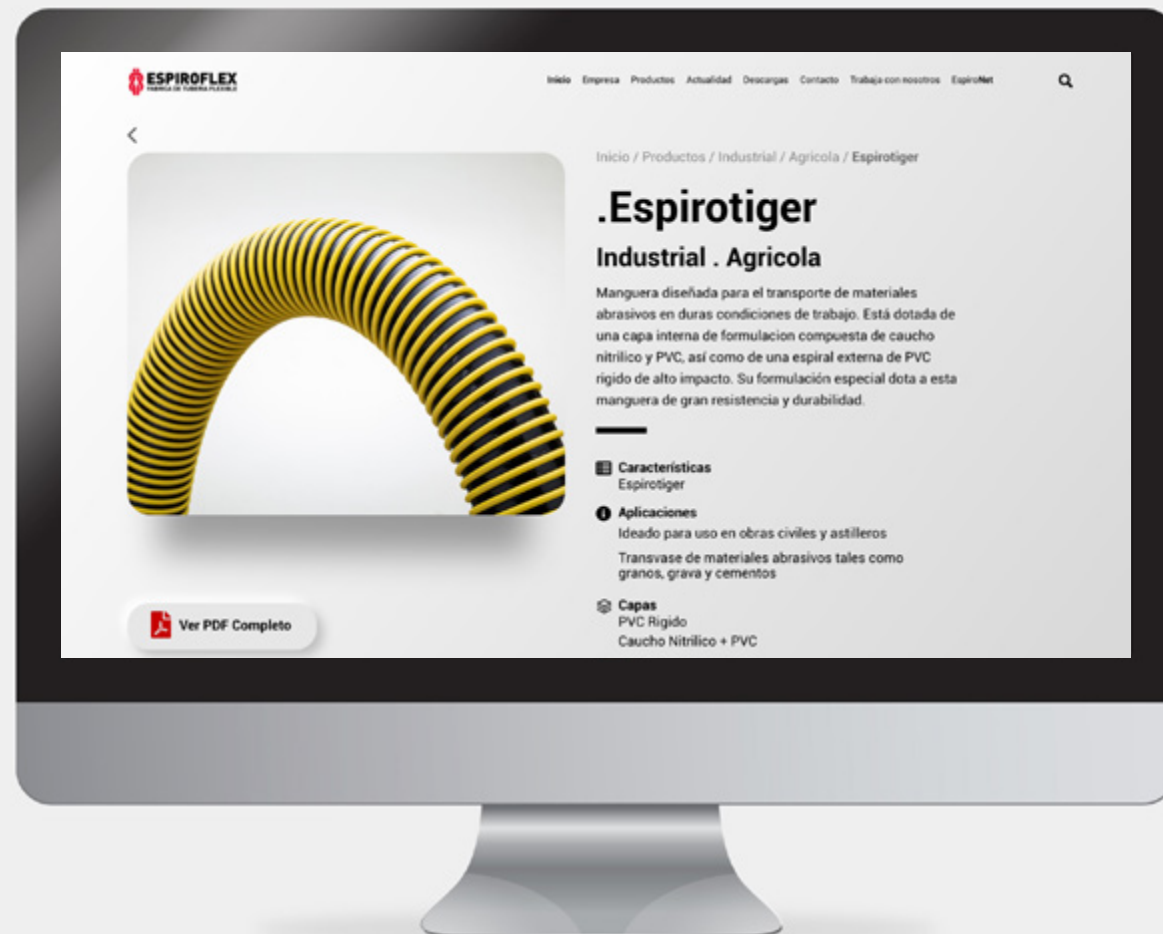 ESPIROFLEX
FABRICA DE TUBERIA FLEXIBLE
Inicio Empresa Productos Actualidad Descargas Contacto Trabaja con nosotros EspiroNet
Inicio / Productos / Industrial / Agricola / Espirotiger
.Espirotiger
Industrial . Agricola
Manguera diseñada para el transporte de materiales
abrasivos en duras condiciones de trabajo. Está dotada de
una capa interna de formulacion compuesta de caucho
nitrilico y PVC, así como de una espiral externa de PVC
rigido de alto impacto. Su formulación especial dota a esta
manguera de gran resistencia y durabilidad.
Características
Espirotiger
Aplicaciones
Ideado para uso en obras civiles y astilleros
Transvase de materiales abrasivos tales como
granos, grava y cementos
Capas
PVC Rigido
Caucho Nitrilico + PVC
Ver PDF Completo